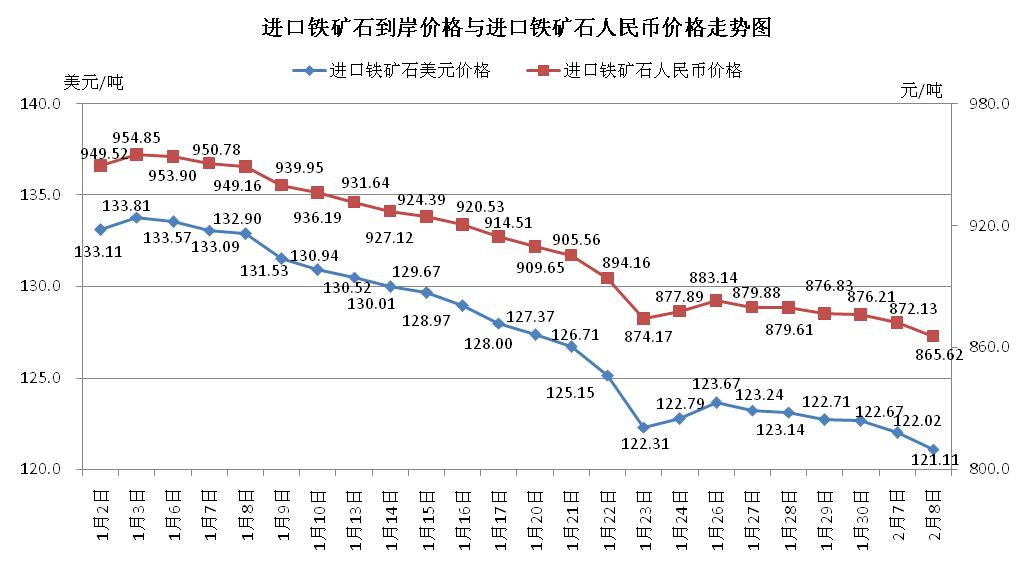 进口铁矿石到岸价格与进口铁矿石人民币价格走势图
进口铁矿石美元价格 进口铁矿石人民币价格
美元/吨 元/吨
140.0 980.0
949.52 954.85 953.90 950.78 949.16 939.95 936.19 931.64 927.12 924.39 920.53 914.51 909.65 905.56 894.16 874.17 877.89 883.14 879.88 879.61 876.83 876.21 872.13 865.62
135.0 920.0
133.11 133.81 133.57 133.09 132.90 131.53 130.94 130.52 130.01 129.67 128.97 128.00 127.37 126.71 125.15 122.31 122.79 123.67 123.24 123.14 122.71 122.67 122.02 121.11
130.0
125.0 860.0
120.0 800.0
1月2日 1月3日 1月6日 1月7日 1月8日 1月9日 1月10日 1月13日 1月14日 1月15日 1月16日 1月17日 1月20日 1月21日 1月22日 1月23日 1月24日 1月26日 1月27日 1月28日 1月29日 1月30日 2月7日 2月8日